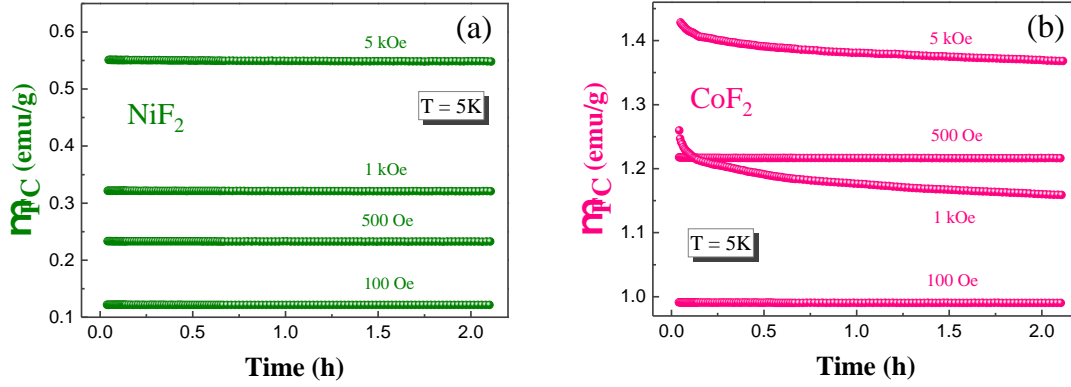 (a)
0.6
0.5
0.4
0.3
0.2
0.1
m_FC (emu/g)
5 kOe
NiF₂
T = 5K
1 kOe
500 Oe
100 Oe
0.0 0.5 1.0 1.5 2.0
Time (h)
(b)
1.4
1.3
1.2
1.1
1.0
m_FC (emu/g)
5 kOe
CoF₂
500 Oe
1 kOe
T = 5K
100 Oe
0.0 0.5 1.0 1.5 2.0
Time (h)